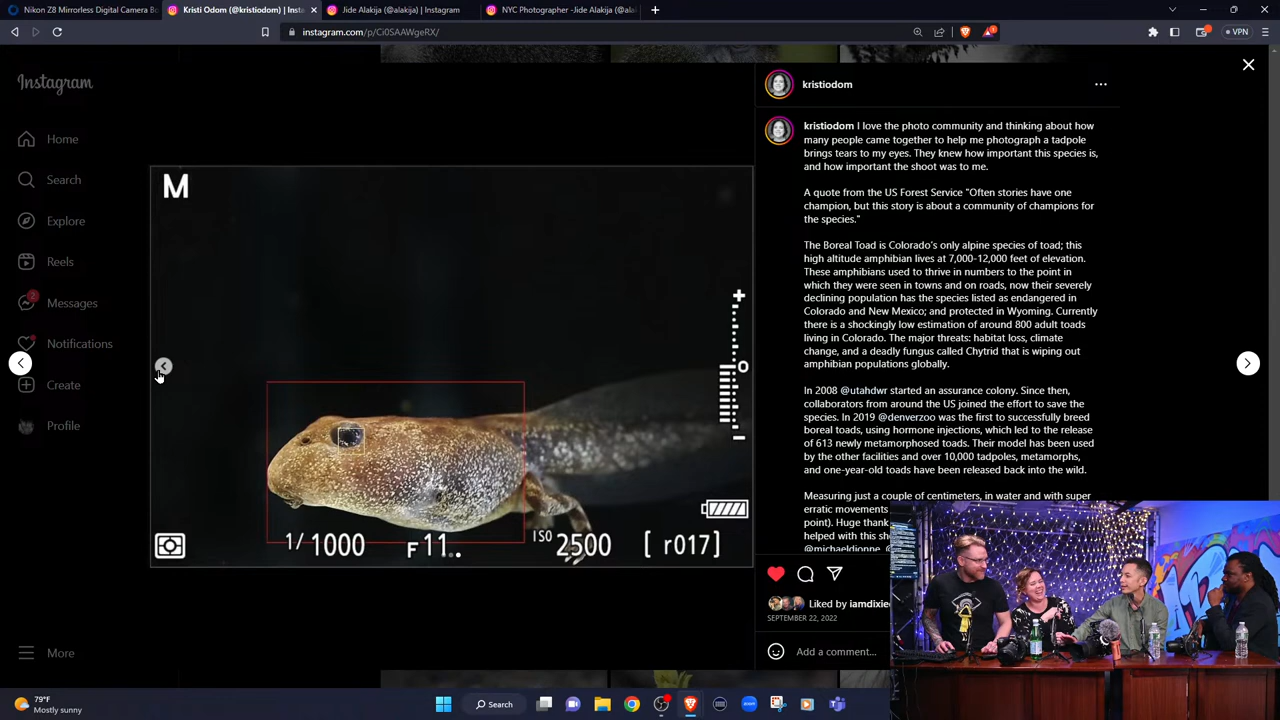 Nikon Z8 Mirrorless Digital Camera B
Kristi Odom (@kristiodom) | Inst
Jide Alakija (@alakija) | Instagram
NYC Photographer -Jide Alakija (@ala
instagram.com/p/Ci0SAAWgeRX/
VPN
Instagram
Home
Search
Explore
Reels
2
Messages
Notifications
Create
Profile
More
M
+
0
−
1/1000
F11..
ISO 2500
[r017]
kristiodom
kristiodom I love the photo community and thinking about how
many people came together to help me photograph a tadpole
brings tears to my eyes. They knew how important this species is,
and how important the shoot was to me.
A quote from the US Forest Service "Often stories have one
champion, but this story is about a community of champions for
the species."
The Boreal Toad is Colorado's only alpine species of toad; this
high altitude amphibian lives at 7,000-12,000 feet of elevation.
These amphibians used to thrive in numbers to the point in
which they were seen in towns and on roads, now their severely
declining population has the species listed as endangered in
Colorado and New Mexico; and protected in Wyoming. Currently
there is a shockingly low estimation of around 800 adult toads
living in Colorado. The major threats: habitat loss, climate
change, and a deadly fungus called Chytrid that is wiping out
amphibian populations globally.
In 2008 @utahdwr started an assurance colony. Since then,
collaborators from around the US joined the effort to save the
species. In 2019 @denverzoo was the first to successfully breed
boreal toads, using hormone injections, which led to the release
of 613 newly metamorphosed toads. Their model has been used
by the other facilities and over 10,000 tadpoles, metamorphs,
and one-year-old toads have been released back into the wild.
Measuring just a couple of centimeters, in water and with super
erratic movements
point). Huge thank
helped with this sh
@michaeldionne,
Liked by iamdixie
SEPTEMBER 22, 2022
Add a comment...
79°F
Mostly sunny
Search